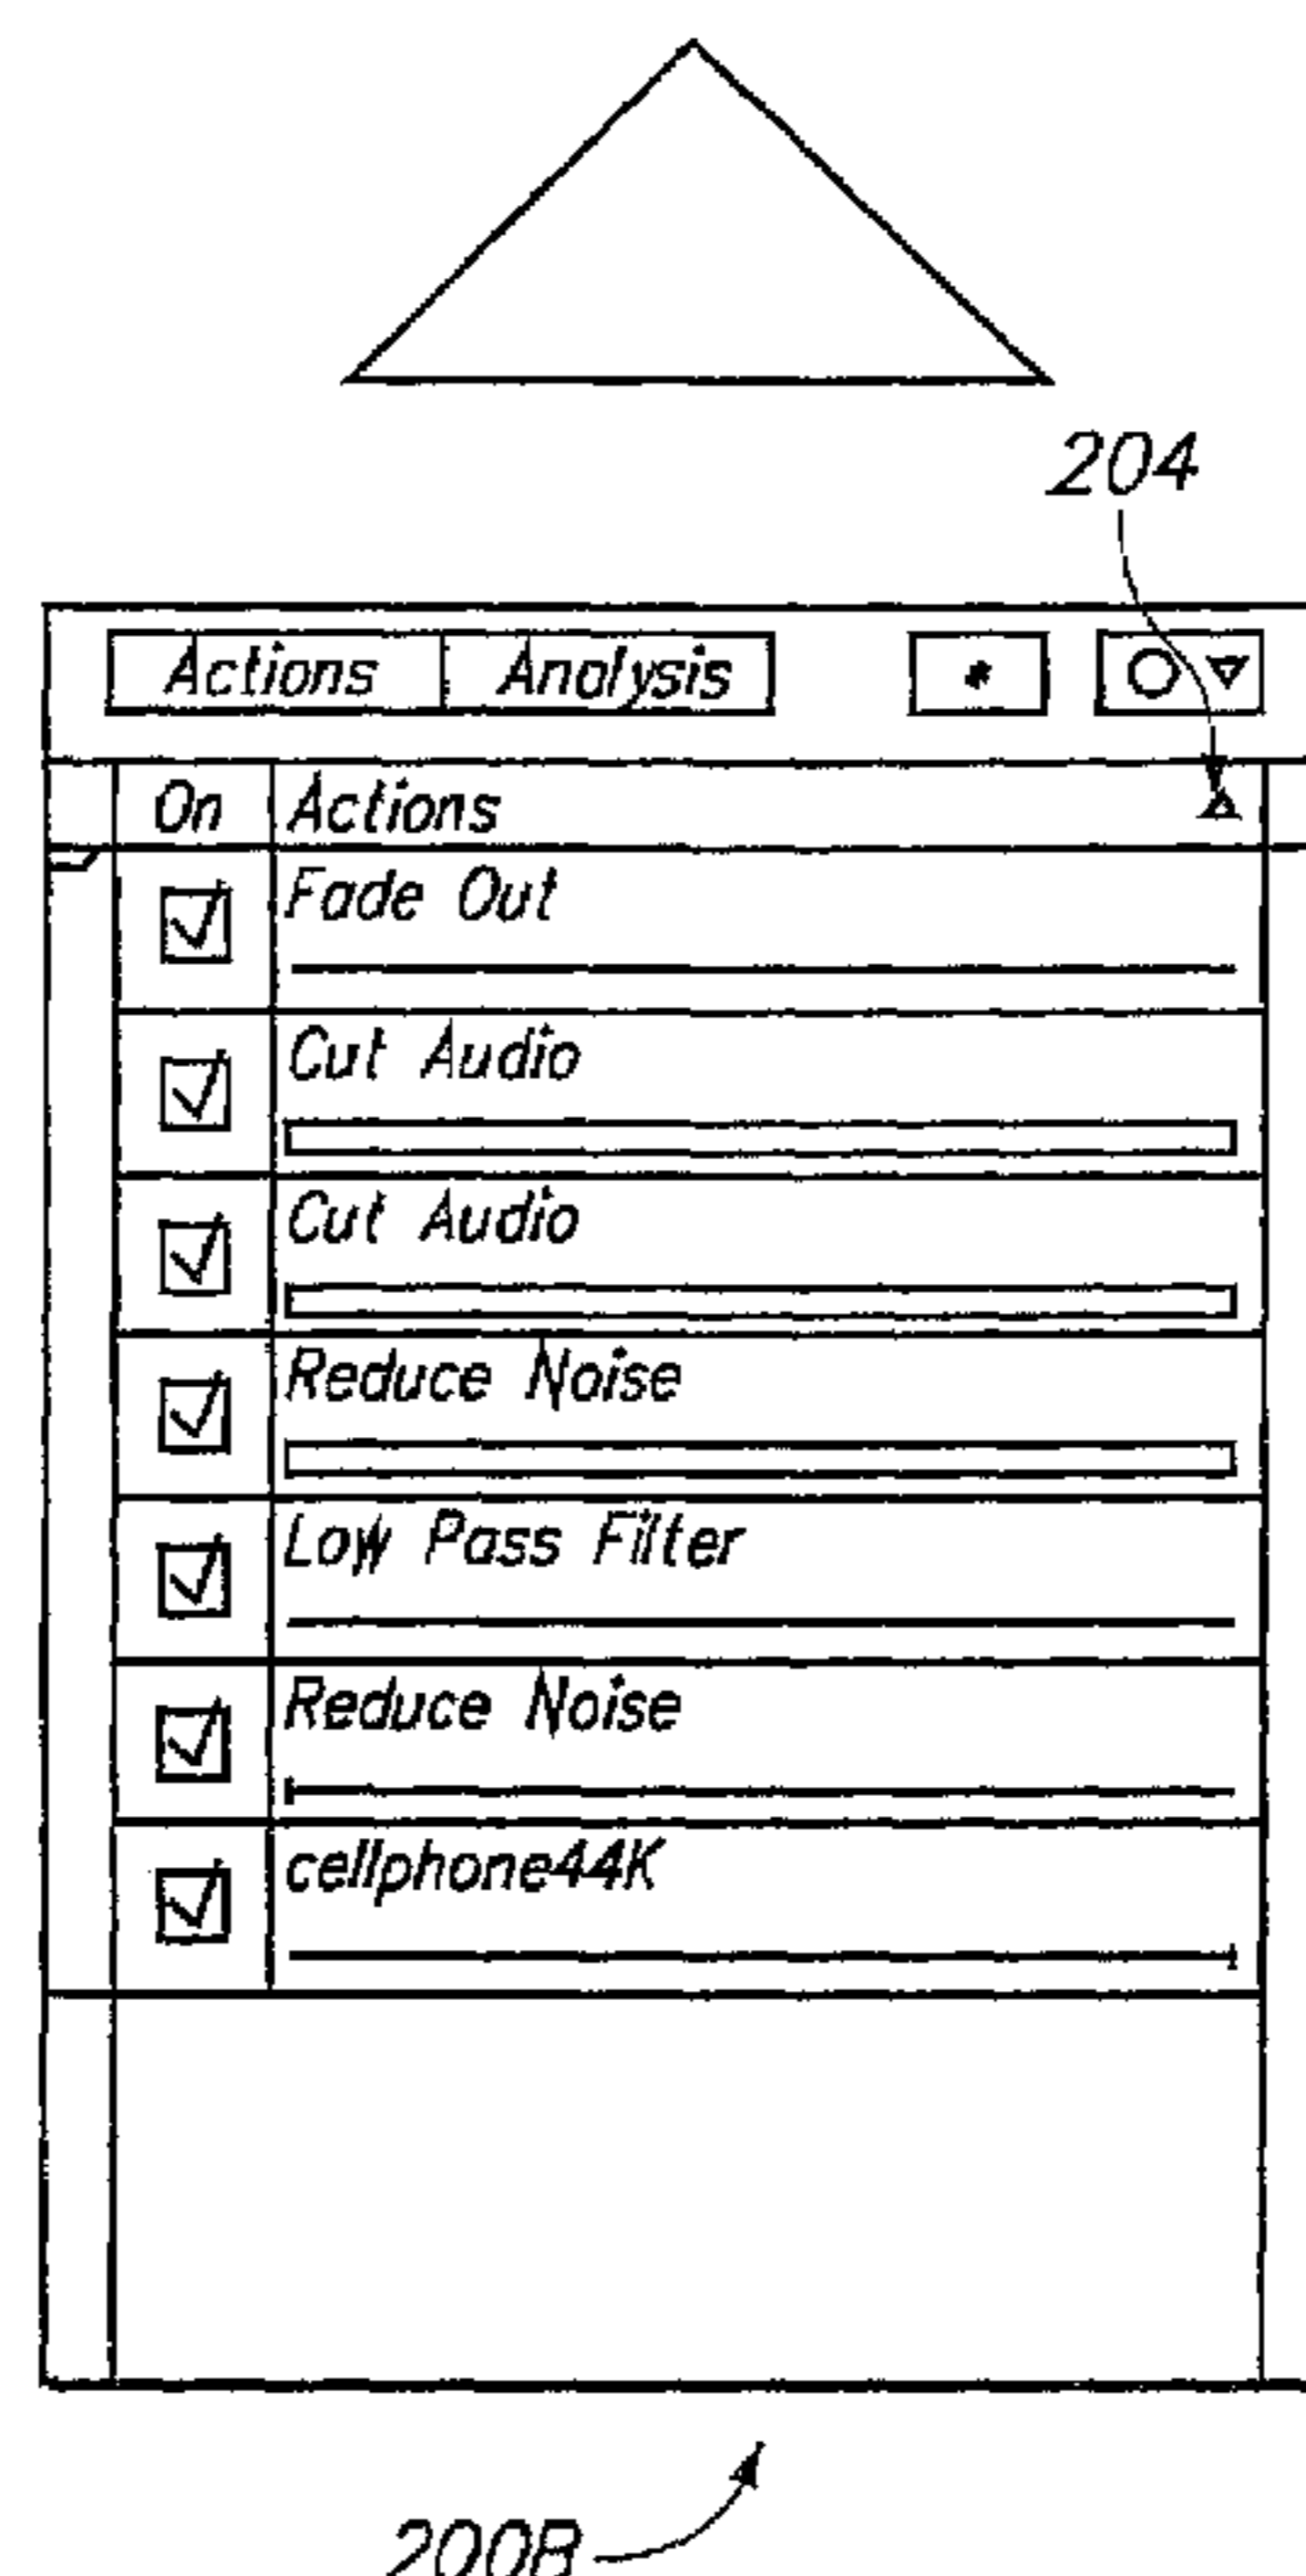 204
Actions Analysis
On Actions
Fade Out
Cut Audio
Cut Audio
Reduce Noise
Low Pass Filter
Reduce Noise
cellphone44K
200B